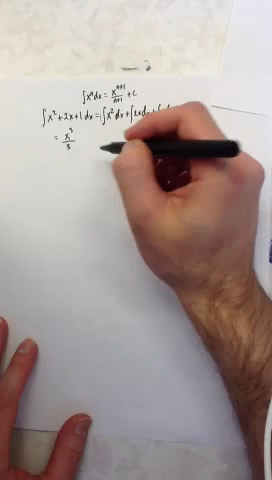 ∫xⁿdx = xⁿ⁺¹/n+1 + C
∫x²+2x+1 dx = ∫x²dx + ∫2xdx + ∫
= x³/3